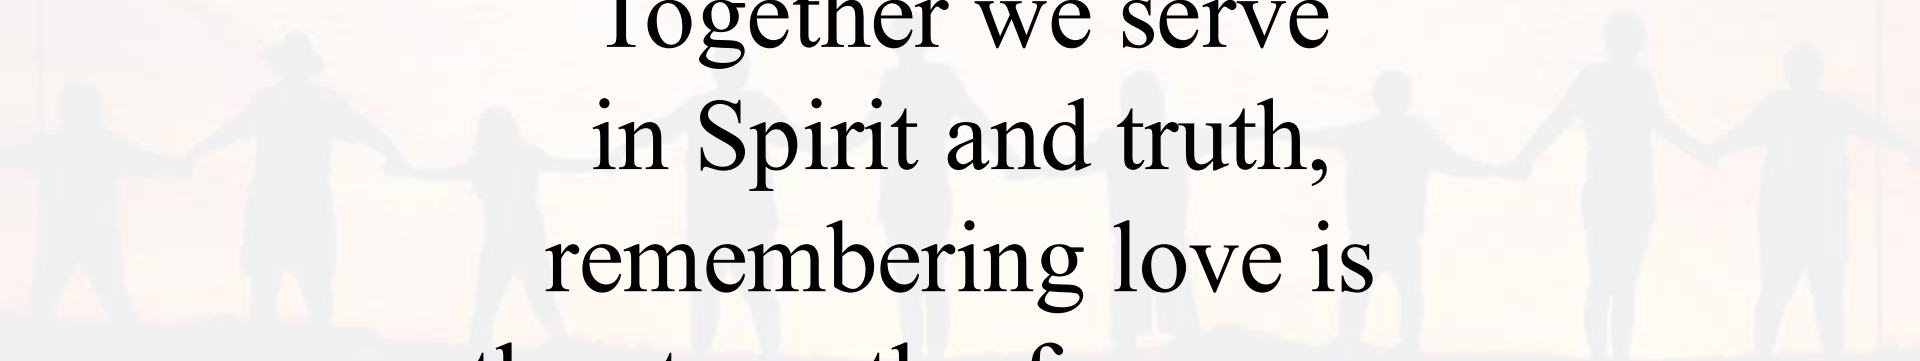 Together we serve
in Spirit and truth,
remembering love is